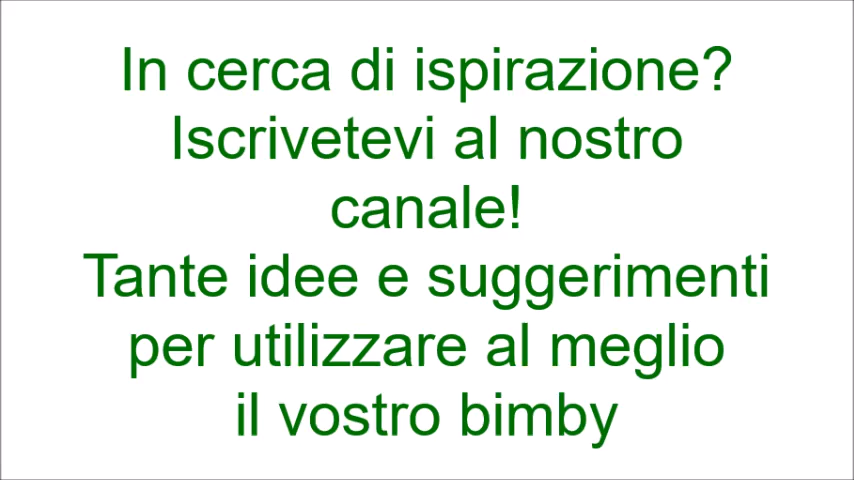 In cerca di ispirazione?
Iscrivetevi al nostro
canale!
Tante idee e suggerimenti
per utilizzare al meglio
il vostro bimby